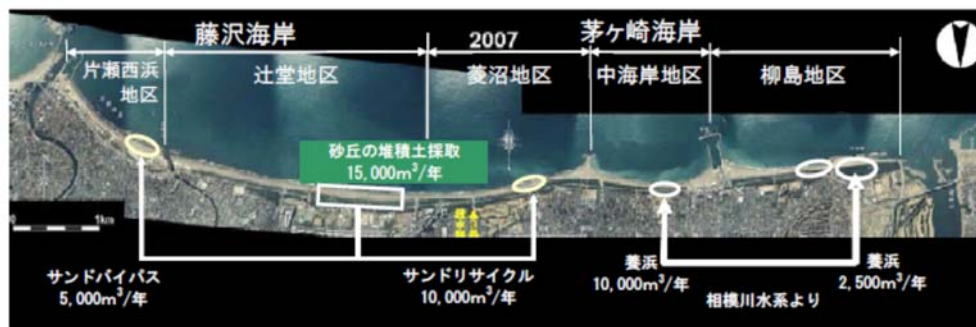 藤沢海岸
2007
茅ヶ崎海岸
片瀬西浜
地区
辻堂地区
菱沼地区
中海岸地区
柳島地区
砂丘の堆積土採取
15,000m³/年
1km
サンドバイパス
5,000m³/年
サンドリサイクル
10,000m³/年
養浜
10,000m³/年
相模川水系より
養浜
2,500m³/年